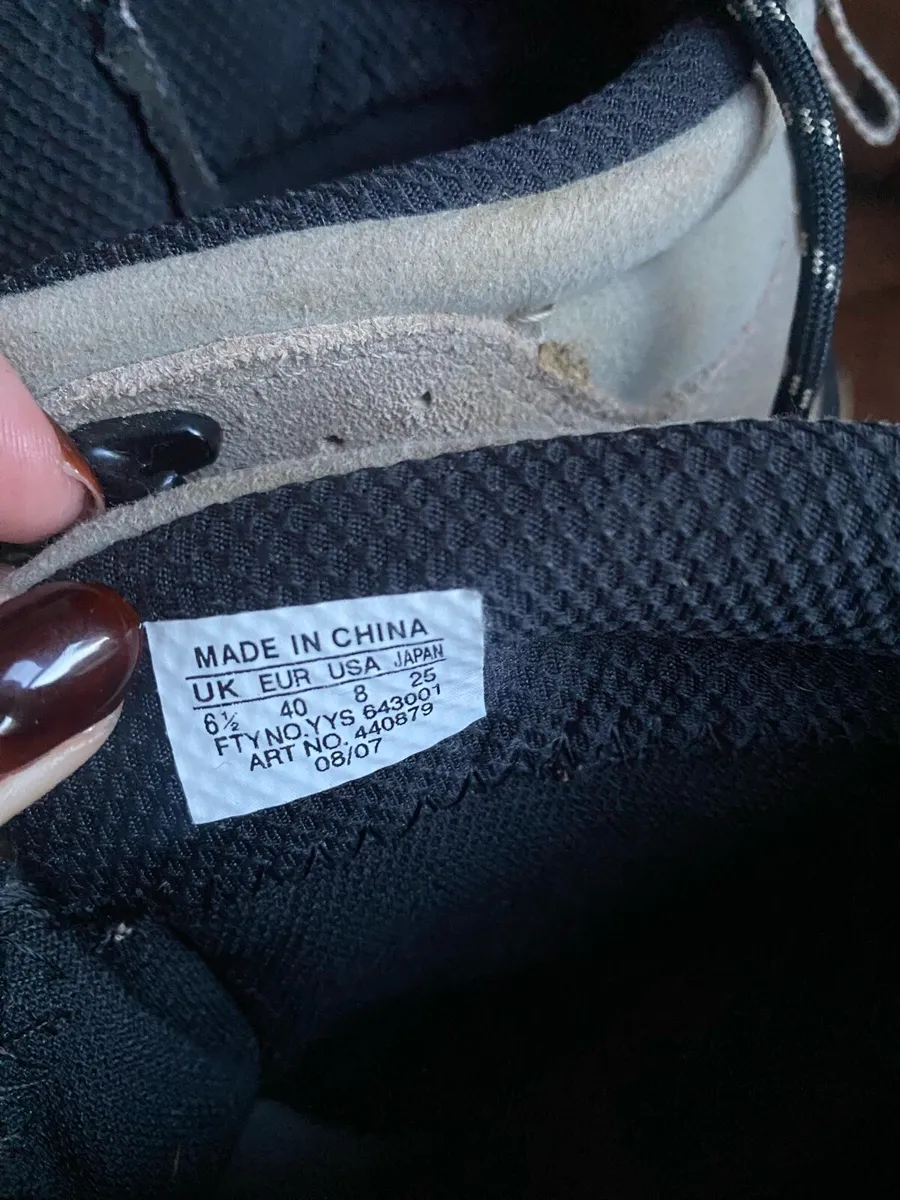 MADE IN CHINA
UK EUR USA JAPAN
6½ 40 8 25
FTY NO.YYS 643001
ART NO. 440879
08/07